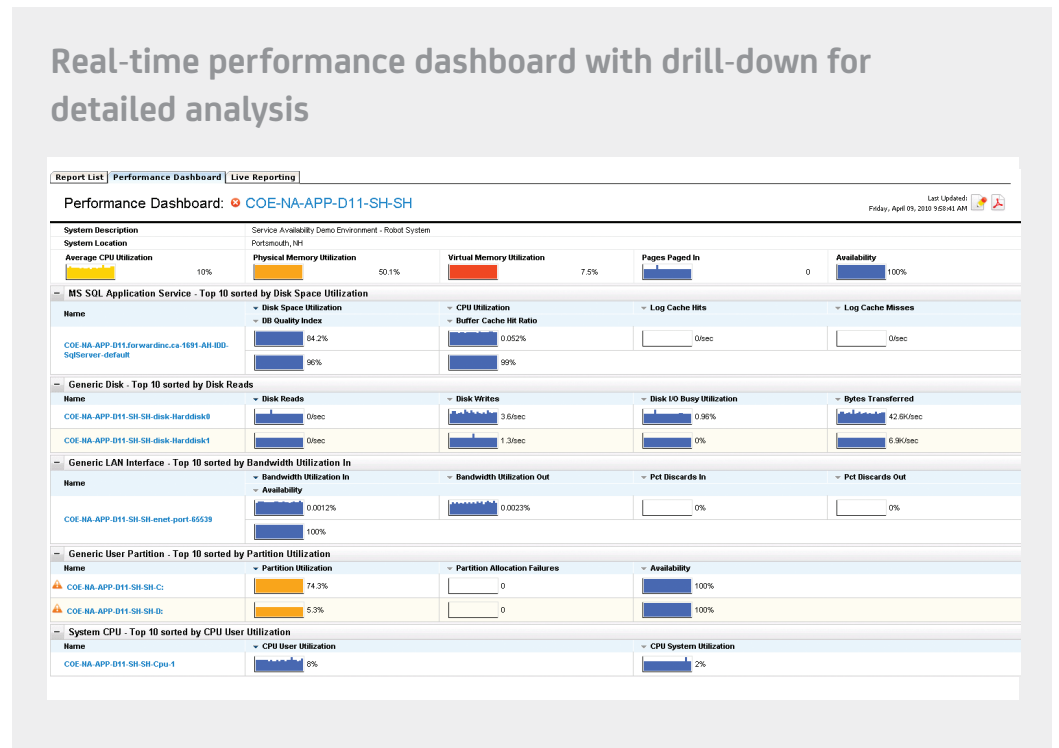 Real-time performance dashboard with drill-down for
detailed analysis
Report List Performance Dashboard Live Reporting
Performance Dashboard: COE-NA-APP-D11-SH-SH
Last Updated:
Friday, April 09, 2010 9:58:41 AM
System Description Service Availability Demo Environment - Robot System
System Location Portsmouth, NH
Average CPU Utilization Physical Memory Utilization Virtual Memory Utilization Pages Paged In Availability
10% 50.1% 7.5% 0 100%
− MS SQL Application Service - Top 10 sorted by Disk Space Utilization
Name Disk Space Utilization CPU Utilization Log Cache Hits Log Cache Misses
DB Quality Index Buffer Cache Hit Ratio
COE-NA-APP-D11.forwardinc.ca-1691-AH-IDD-
SqlServer-default
84.2% 0.052% 0/sec 0/sec
96% 99%
− Generic Disk - Top 10 sorted by Disk Reads
Name Disk Reads Disk Writes Disk I/O Busy Utilization Bytes Transferred
COE-NA-APP-D11-SH-SH-disk-Harddisk0 0/sec 3.6/sec 0.96% 42.6K/sec
COE-NA-APP-D11-SH-SH-disk-Harddisk1 0/sec 1.3/sec 0% 6.9K/sec
− Generic LAN Interface - Top 10 sorted by Bandwidth Utilization In
Name Bandwidth Utilization In Bandwidth Utilization Out Pct Discards In Pct Discards Out
Availability
COE-NA-APP-D11-SH-SH-enet-port-65539 0.0012% 0.0023% 0% 0%
100%
− Generic User Partition - Top 10 sorted by Partition Utilization
Name Partition Utilization Partition Allocation Failures Availability
COE-NA-APP-D11-SH-SH-C: 74.3% 0 100%
COE-NA-APP-D11-SH-SH-D: 5.3% 0 100%
− System CPU - Top 10 sorted by CPU User Utilization
Name CPU User Utilization CPU System Utilization
COE-NA-APP-D11-SH-SH-Cpu-1 8% 2%